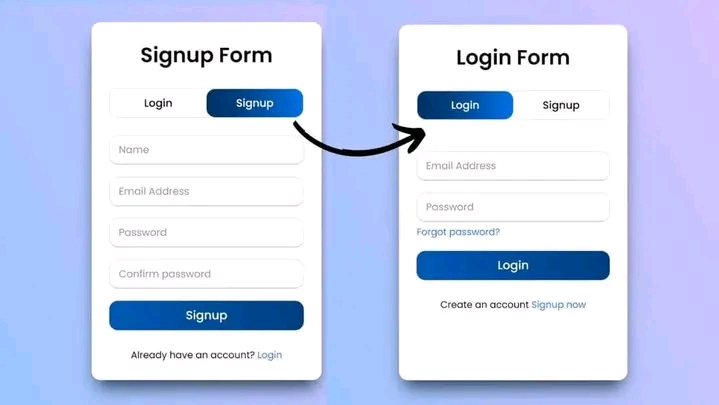 Signup Form
Login Signup
Name
Email Address
Password
Confirm password
Signup
Already have an account? Login
Login Form
Login Signup
Email Address
Password
Forgot password?
Login
Create an account Signup now